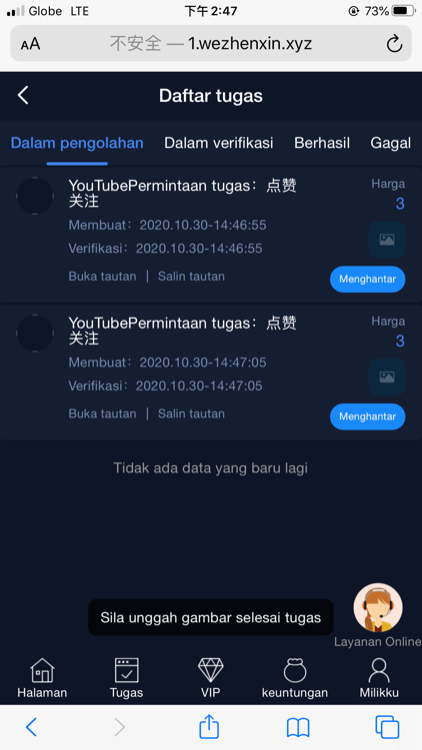 Globe LTE 下午2:47 73%
AA 不安全 — 1.wezhenxin.xyz
Daftar tugas
Dalam pengolahan Dalam verifikasi Berhasil Gagal
YouTubePermintaan tugas：点赞 Harga
关注 3
Membuat：2020.10.30-14:46:55
Verifikasi：2020.10.30-14:46:55
Buka tautan | Salin tautan Menghantar
YouTubePermintaan tugas：点赞 Harga
关注 3
Membuat：2020.10.30-14:47:05
Verifikasi：2020.10.30-14:47:05
Buka tautan | Salin tautan Menghantar
Tidak ada data yang baru lagi
Sila unggah gambar selesai tugas
Layanan Online
Halaman Tugas VIP keuntungan Milikku